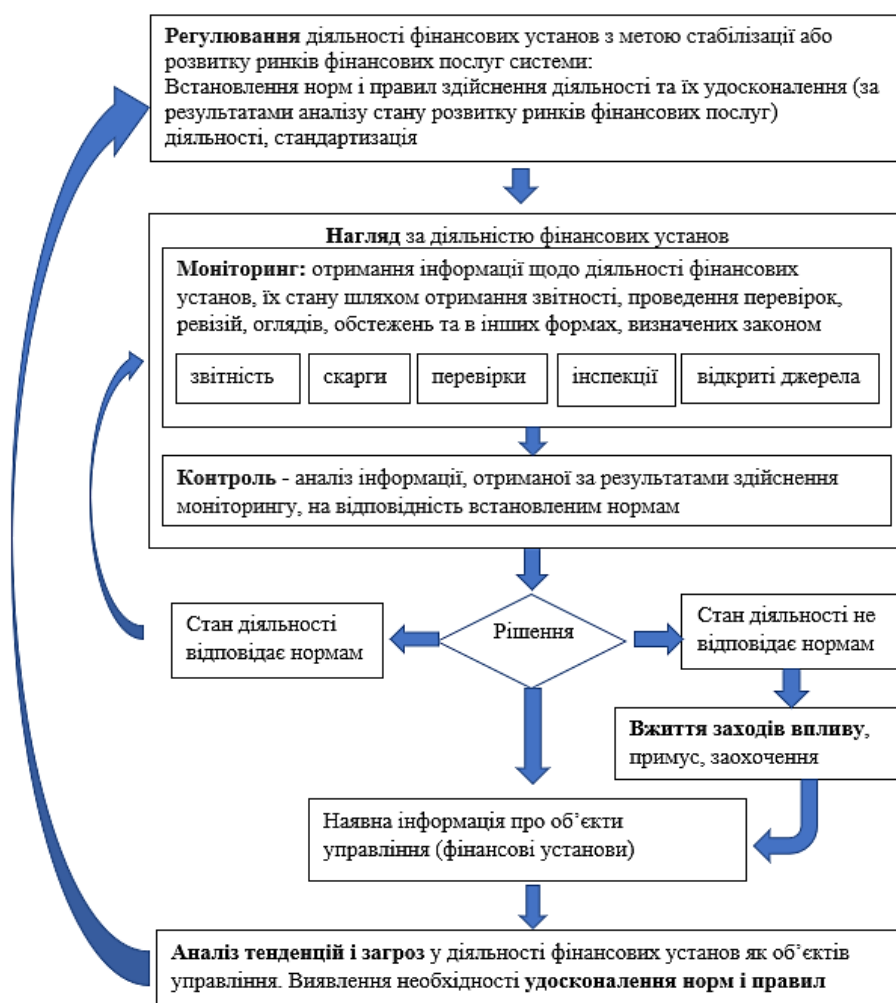 Регулювання діяльності фінансових установ з метою стабілізації або
розвитку ринків фінансових послуг системи:
Встановлення норм і правил здійснення діяльності та їх удосконалення (за
результатами аналізу стану розвитку ринків фінансових послуг)
діяльності, стандартизація
Нагляд за діяльністю фінансових установ
Моніторинг: отримання інформації щодо діяльності фінансових
установ, їх стану шляхом отримання звітності, проведення перевірок,
ревізій, оглядів, обстежень та в інших формах, визначених законом
звітність
скарги
перевірки
інспекції
відкриті джерела
Контроль - аналіз інформації, отриманої за результатами здійснення
моніторингу, на відповідність встановленим нормам
Стан діяльності
відповідає нормам
Рішення
Стан діяльності не
відповідає нормам
Вжиття заходів впливу,
примус, заохочення
Наявна інформація про об’єкти
управління (фінансові установи)
Аналіз тенденцій і загроз у діяльності фінансових установ як об’єктів
управління. Виявлення необхідності удосконалення норм і правил